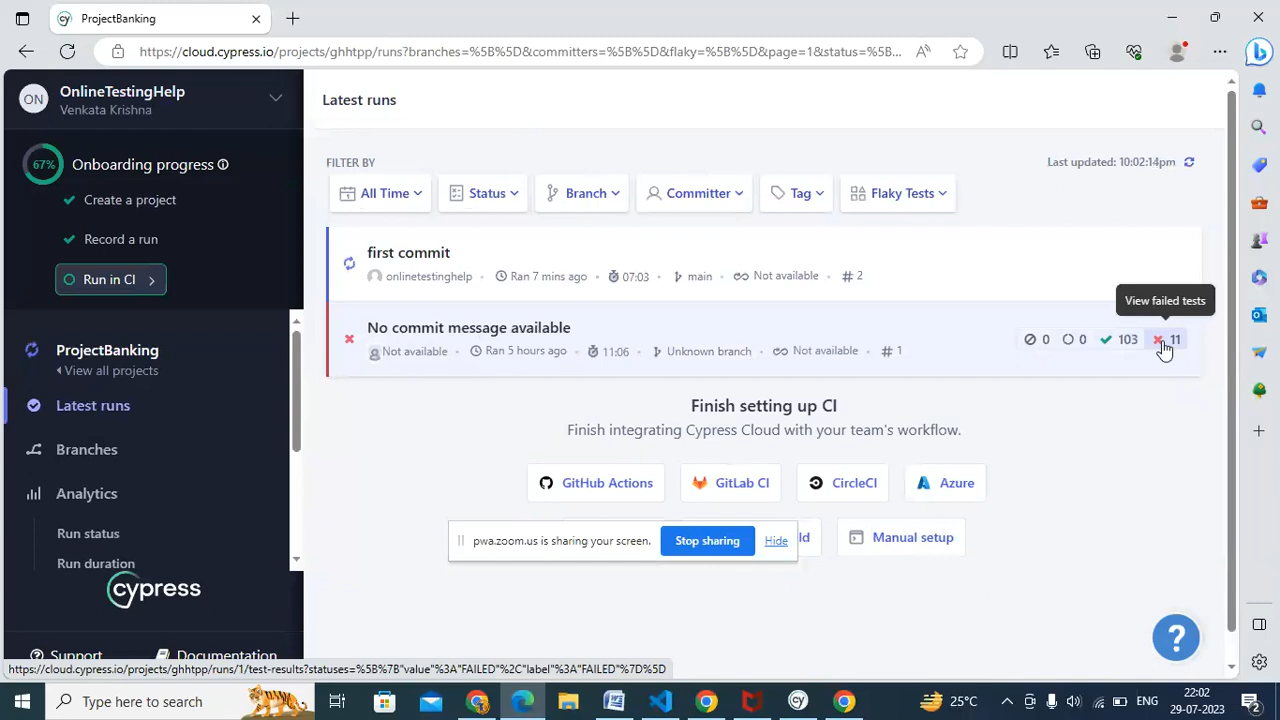 ProjectBanking
https://cloud.cypress.io/projects/ghhtpp/runs?branches=%5B%5D&committers=%5B%5D&flaky=%5B%5D&page=1&status=%5B%...
ON
OnlineTestingHelp
Venkata Krishna
67%
Onboarding progress
Create a project
Record a run
Run in CI
ProjectBanking
View all projects
Latest runs
Branches
Analytics
Run status
Run duration
cypress
Support
Documentation
Latest runs
FILTER BY
Last updated: 10:02:14pm
All Time
Status
Branch
Committer
Tag
Flaky Tests
first commit
onlinetestinghelp
Ran 7 mins ago
07:03
main
Not available
# 2
View failed tests
No commit message available
Not available
Ran 5 hours ago
11:06
Unknown branch
Not available
# 1
0
0
103
11
Finish setting up CI
Finish integrating Cypress Cloud with your team's workflow.
GitHub Actions
GitLab CI
CircleCI
Azure
ld
Manual setup
pwa.zoom.us is sharing your screen.
Stop sharing
Hide
?
https://cloud.cypress.io/projects/ghhtpp/runs/1/test-results?statuses=%5B%7B"value"%3A"FAILED"%2C"label"%3A"FAILED"%7D%5D
Type here to search
25°C
ENG
22:02
29-07-2023
2